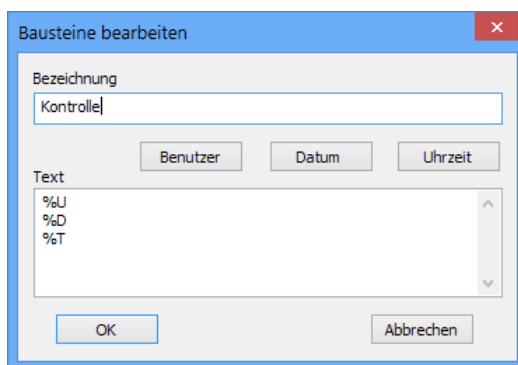 Bausteine bearbeiten
Bezeichnung
Kontrolle
Benutzer Datum Uhrzeit
Text
%U
%D
%T
OK Abbrechen